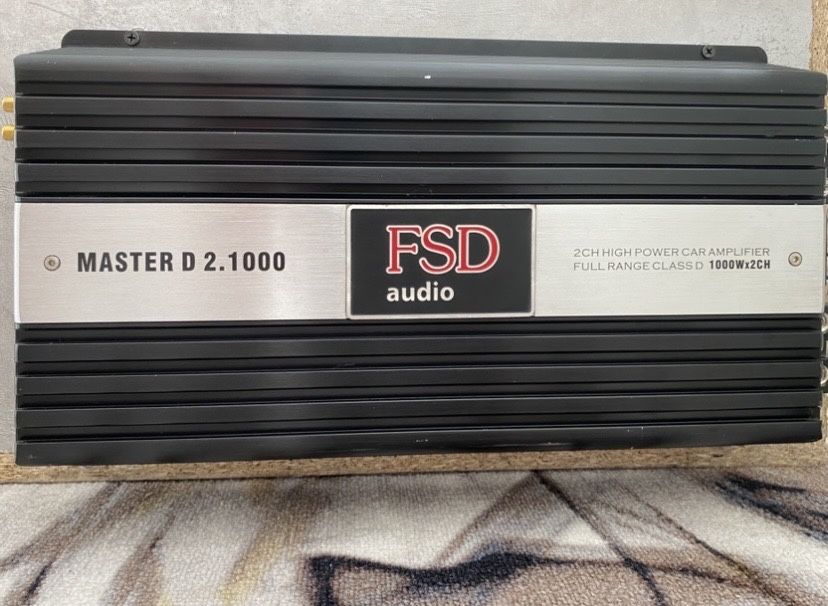 MASTER D 2.1000
FSD
audio
2CH HIGH POWER CAR AMPLIFIER
FULL RANGE CLASS D 1000Wx2CH